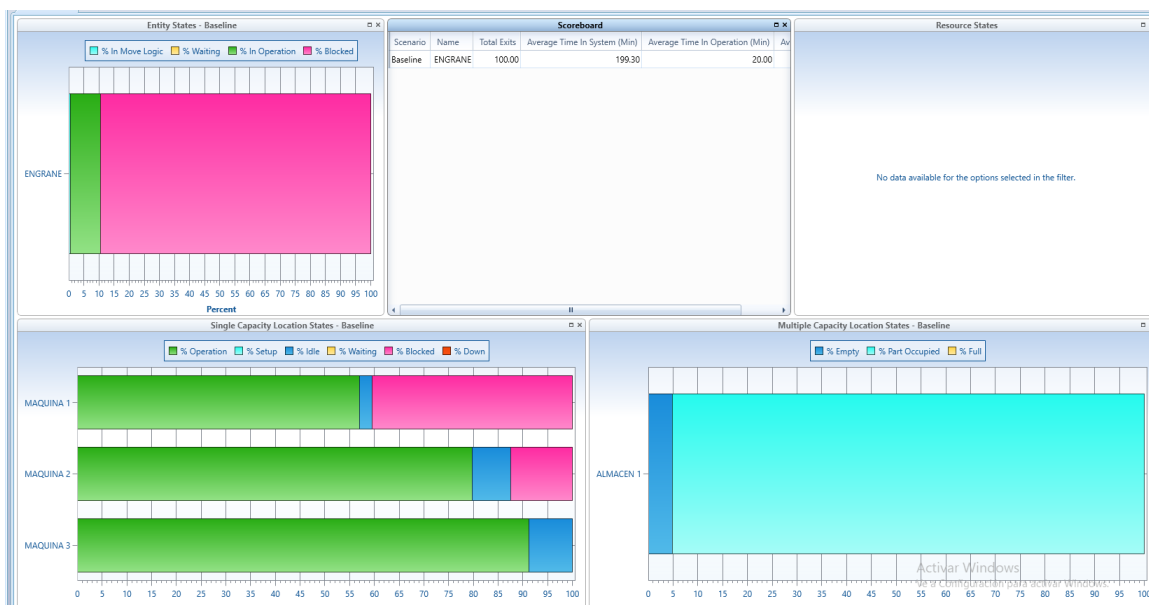 Entity States - Baseline
% In Move Logic % Waiting % In Operation % Blocked
ENGRANE
0 5 10 15 20 25 30 35 40 45 50 55 60 65 70 75 80 85 90 95 100
Percent
Scoreboard
Scenario Name Total Exits Average Time In System (Min) Average Time In Operation (Min) Av
Baseline ENGRANE 100.00 199.30 20.00
Resource States
No data available for the options selected in the filter.
Single Capacity Location States - Baseline
% Operation % Setup % Idle % Waiting % Blocked % Down
MAQUINA 1
MAQUINA 2
MAQUINA 3
0 5 10 15 20 25 30 35 40 45 50 55 60 65 70 75 80 85 90 95 100
Multiple Capacity Location States - Baseline
% Empty % Part Occupied % Full
ALMACEN 1
0 5 10 15 20 25 30 35 40 45 50 55 60 65 70 75 80 85 90 95 100
Activar Windows
Ve a Configuración para activar Windows.